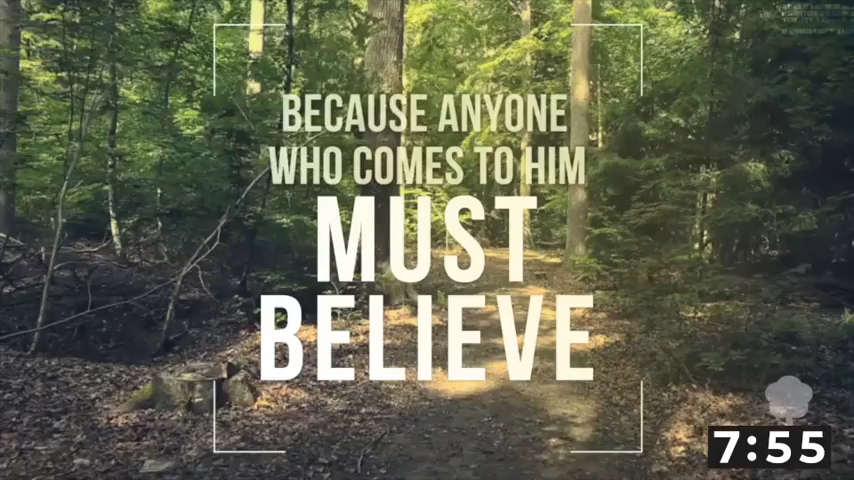 BECAUSE ANYONE
WHO COMES TO HIM
MUST
BELIEVE
7:55